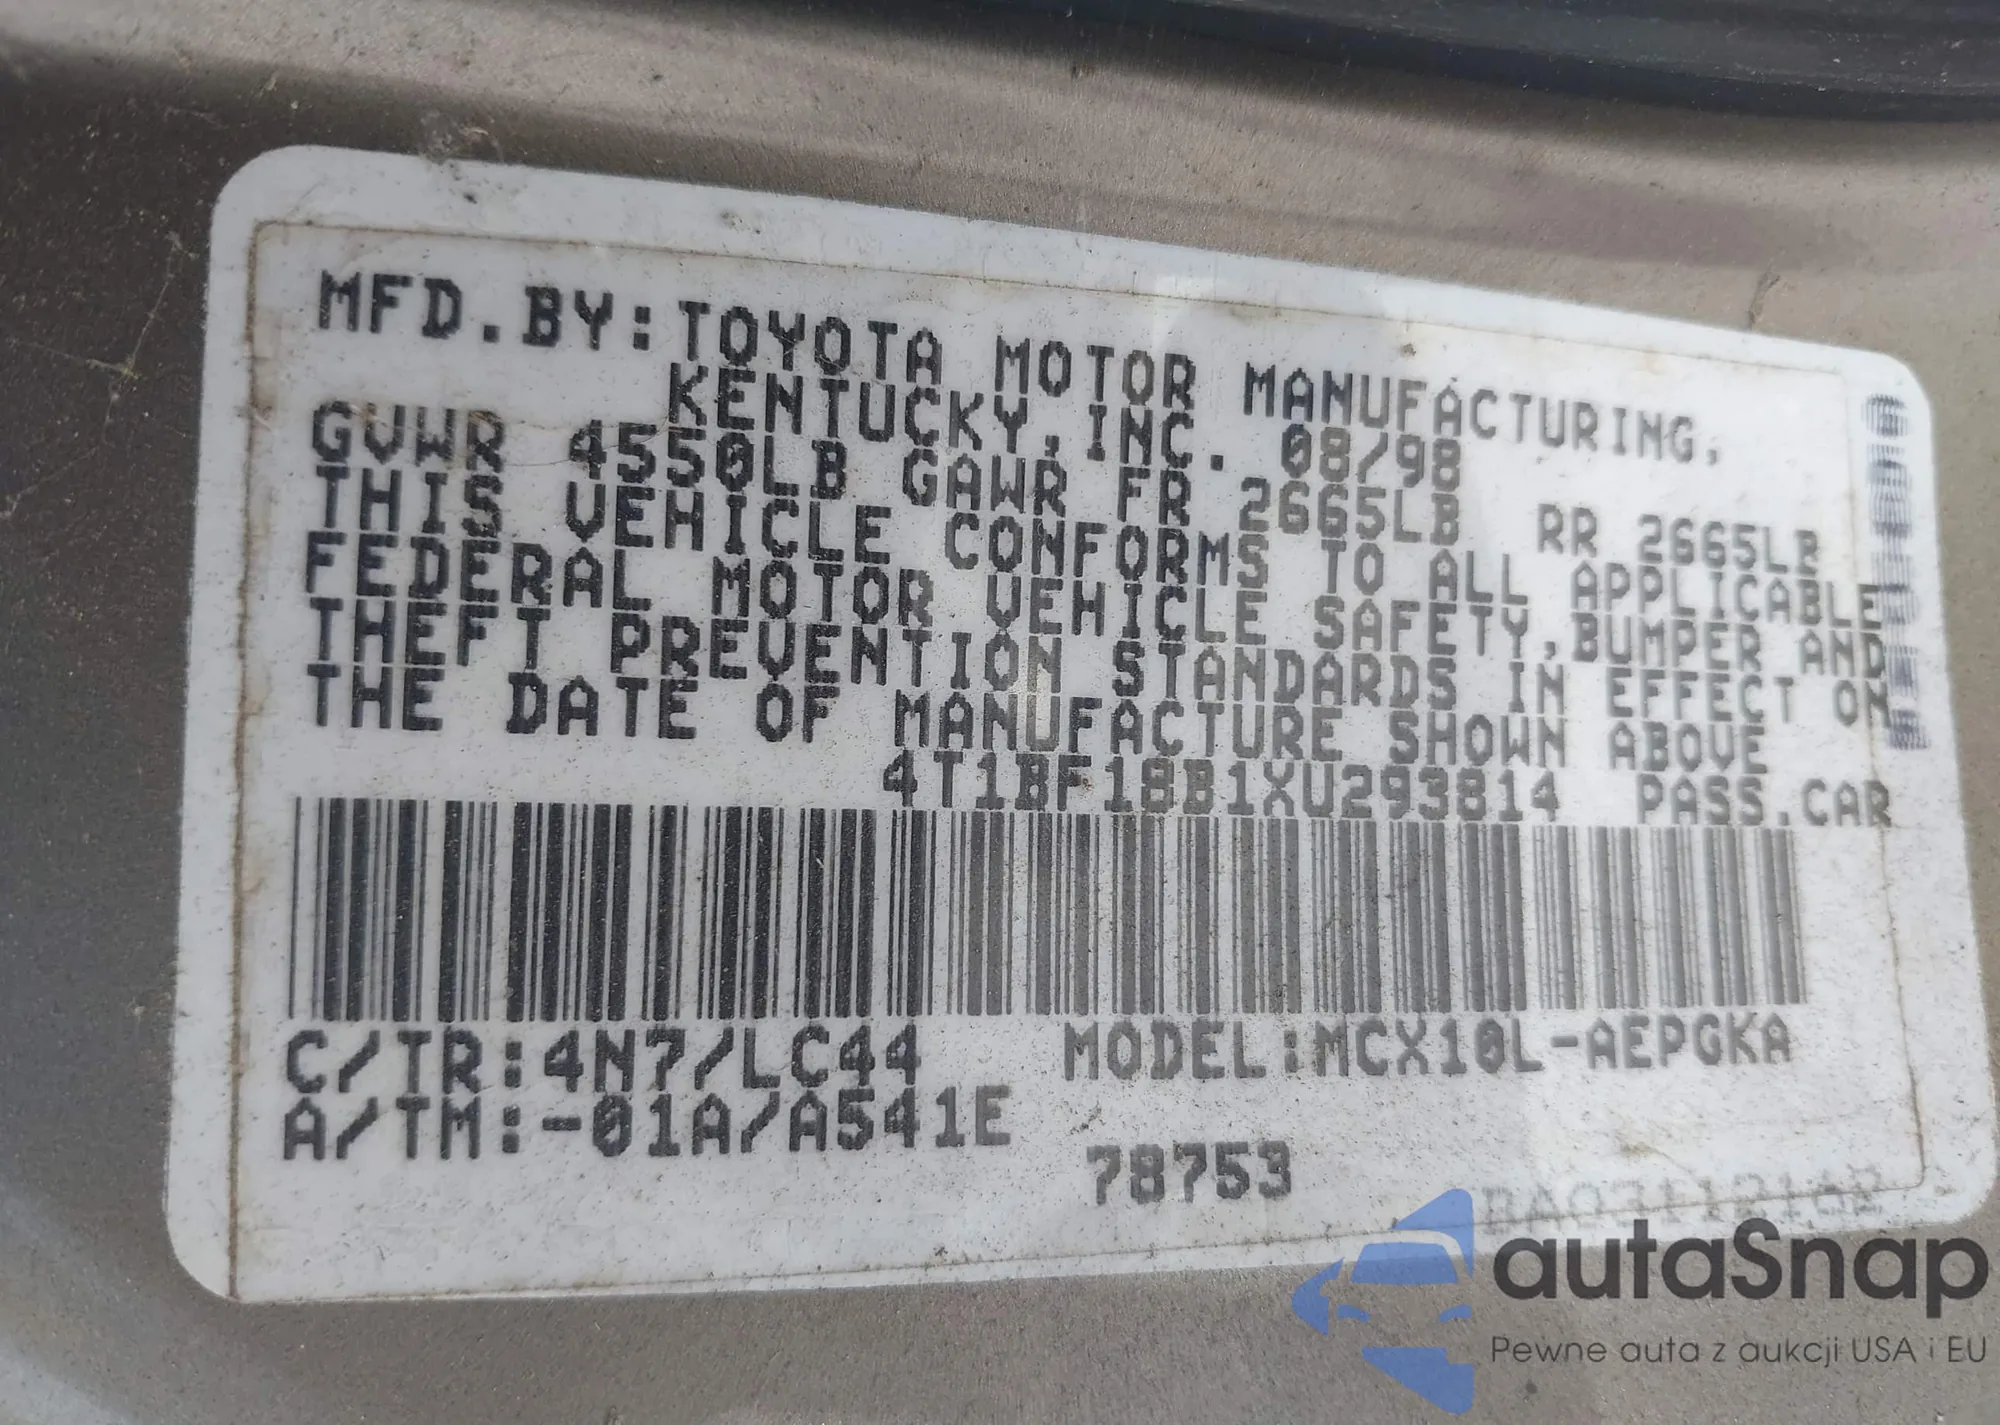 MFD.BY:TOYOTA MOTOR MANUFACTURING,
KENTUCKY,INC. 08/98
GVWR 4550LB GAWR FR 2665LB RR 2665LB
THIS VEHICLE CONFORMS TO ALL APPLICABLE
FEDERAL MOTOR VEHICLE SAFETY,BUMPER AND
THEFT PREVENTION STANDARDS IN EFFECT ON
THE DATE OF MANUFACTURE SHOWN ABOVE
4T1BF18B1XU293814 PASS.CAR
C/TR:4N7/LC44 MODEL:MCX10L-AEPGKA
A/TM:-01A/A541E
78753
autaSnap
Pewne auta z aukcji USA i EU